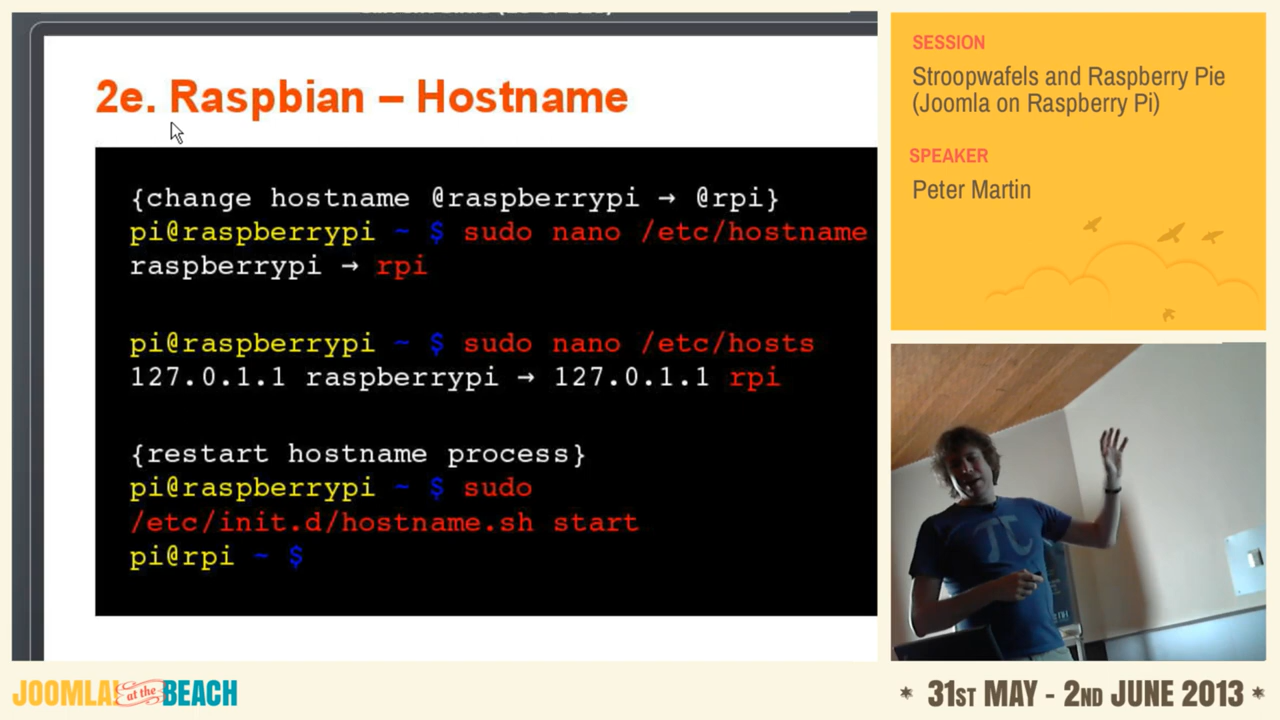 2e. Raspbian – Hostname
{change hostname @raspberrypi → @rpi}
pi@raspberrypi ~ $ sudo nano /etc/hostname
raspberrypi → rpi
pi@raspberrypi ~ $ sudo nano /etc/hosts
127.0.1.1 raspberrypi → 127.0.1.1 rpi
{restart hostname process}
pi@raspberrypi ~ $ sudo
/etc/init.d/hostname.sh start
pi@rpi ~ $
SESSION
Stroopwafels and Raspberry Pie
(Joomla on Raspberry Pi)
SPEAKER
Peter Martin
π
JOOMLA! at the BEACH
* 31ST MAY - 2ND JUNE 2013 *